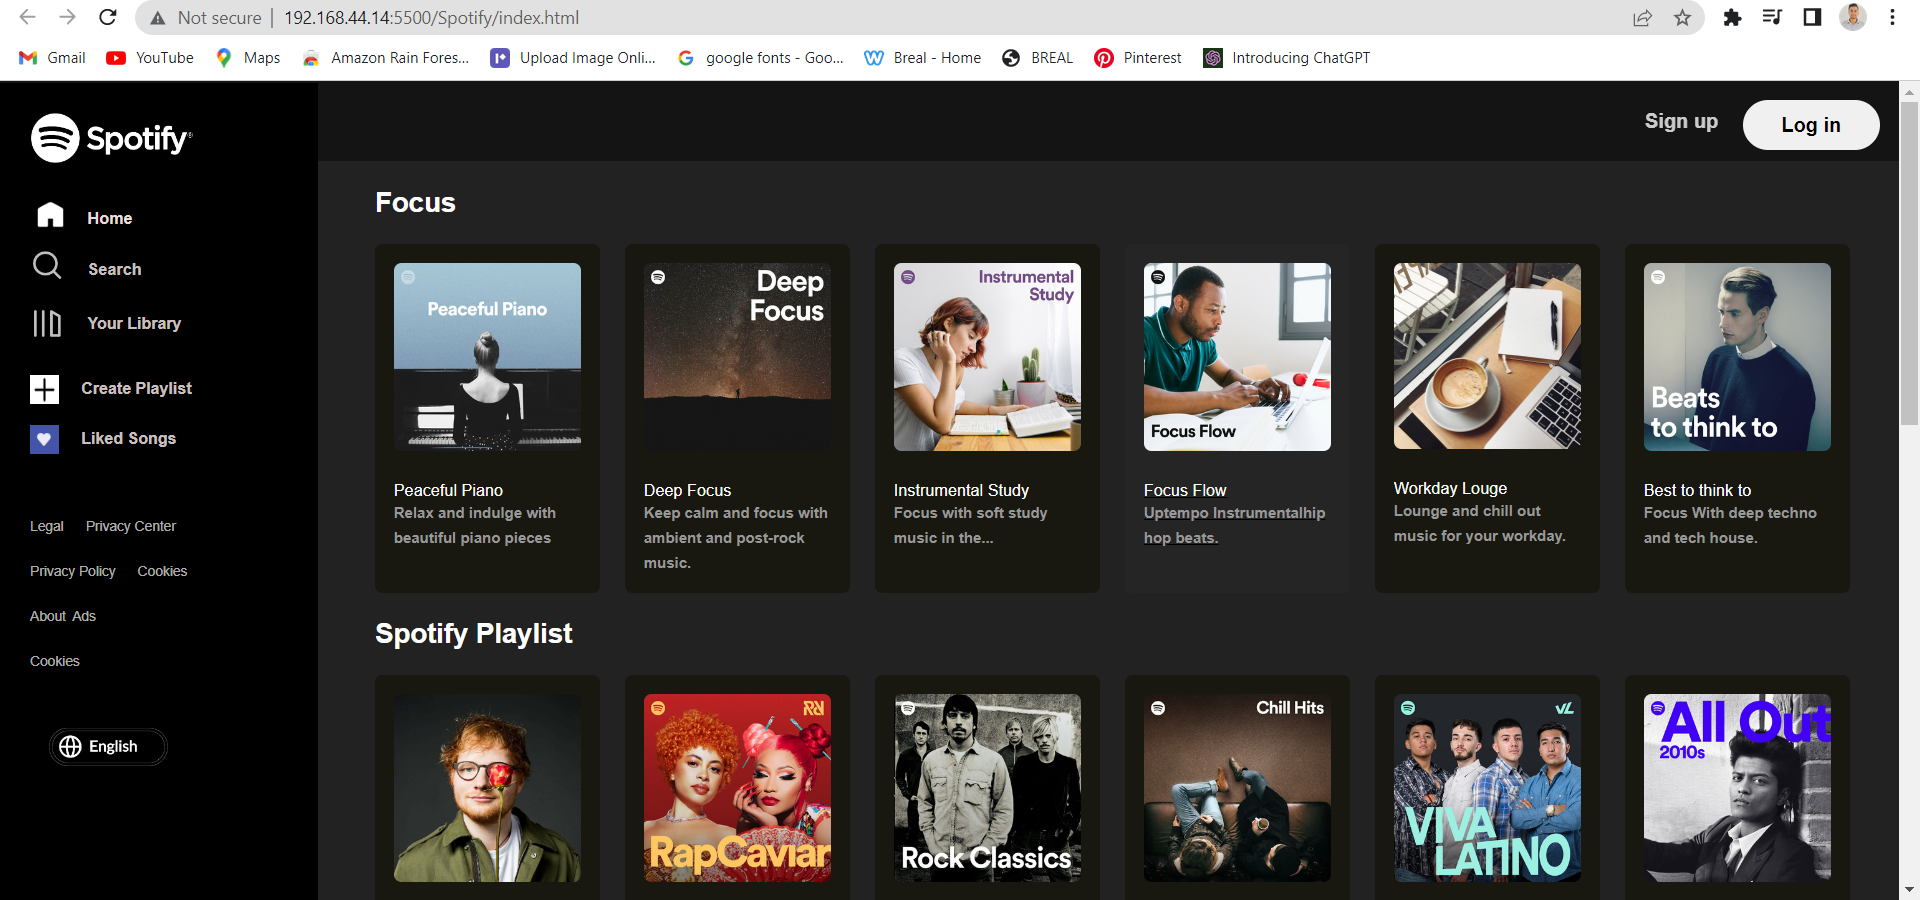 Not secure | 192.168.44.14:5500/Spotify/index.html
Gmail YouTube Maps Amazon Rain Fores... Upload Image Onli... google fonts - Goo... Breal - Home BREAL Pinterest Introducing ChatGPT
Spotify®
Sign up
Log in
Home
Search
Your Library
Create Playlist
Liked Songs
Legal Privacy Center
Privacy Policy Cookies
About Ads
Cookies
English
Focus
Peaceful Piano
Peaceful Piano
Relax and indulge with
beautiful piano pieces
Deep
Focus
Deep Focus
Keep calm and focus with
ambient and post-rock
music.
Instrumental
Study
Instrumental Study
Focus with soft study
music in the...
Focus Flow
Focus Flow
Uptempo Instrumentalhip
hop beats.
Workday Louge
Lounge and chill out
music for your workday.
Beats
to think to
Best to think to
Focus With deep techno
and tech house.
Spotify Playlist
RapCaviar
Rock Classics
Chill Hits
VL
VIVA
LATINO
All Out
2010s